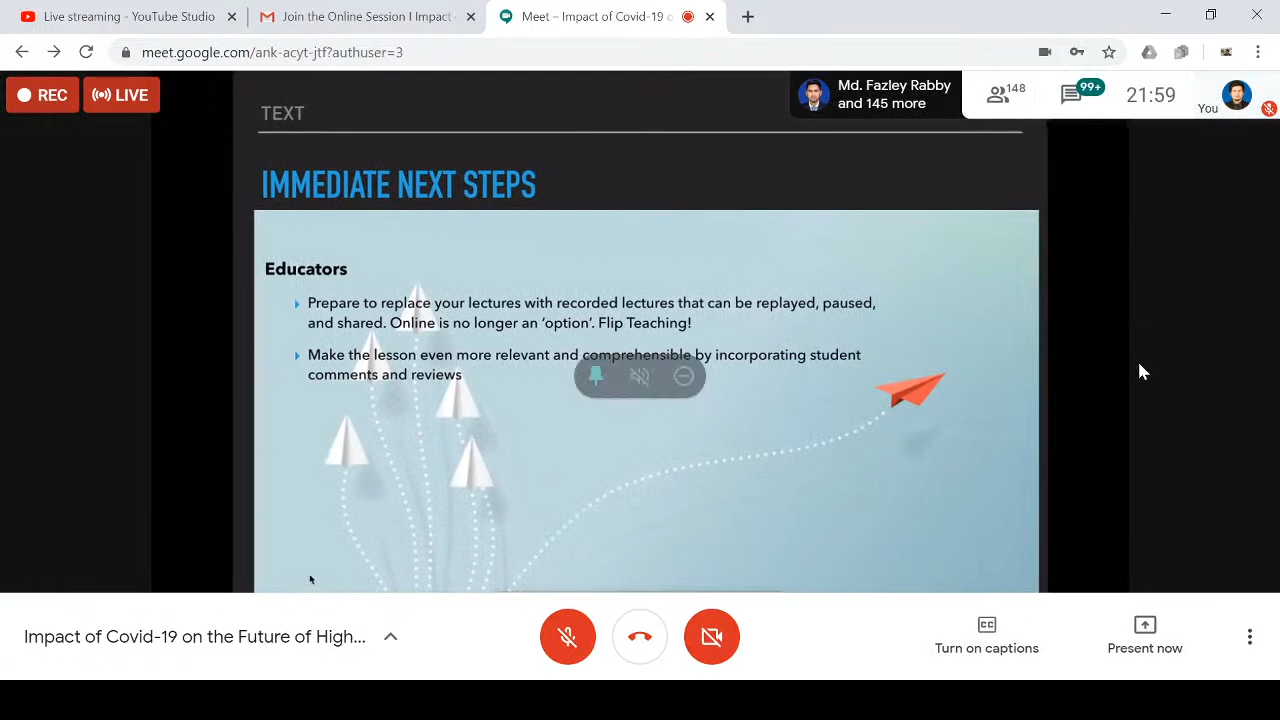 Live streaming - YouTube Studio
Join the Online Session I Impact
Meet – Impact of Covid-19 o
meet.google.com/ank-acyt-jtf?authuser=3
REC
LIVE
Md. Fazley Rabby
and 145 more
148
99+
21:59
You
TEXT
IMMEDIATE NEXT STEPS
Educators
Prepare to replace your lectures with recorded lectures that can be replayed, paused,
and shared. Online is no longer an ‘option’. Flip Teaching!
Make the lesson even more relevant and comprehensible by incorporating student
comments and reviews
Impact of Covid-19 on the Future of High...
CC
Turn on captions
Present now